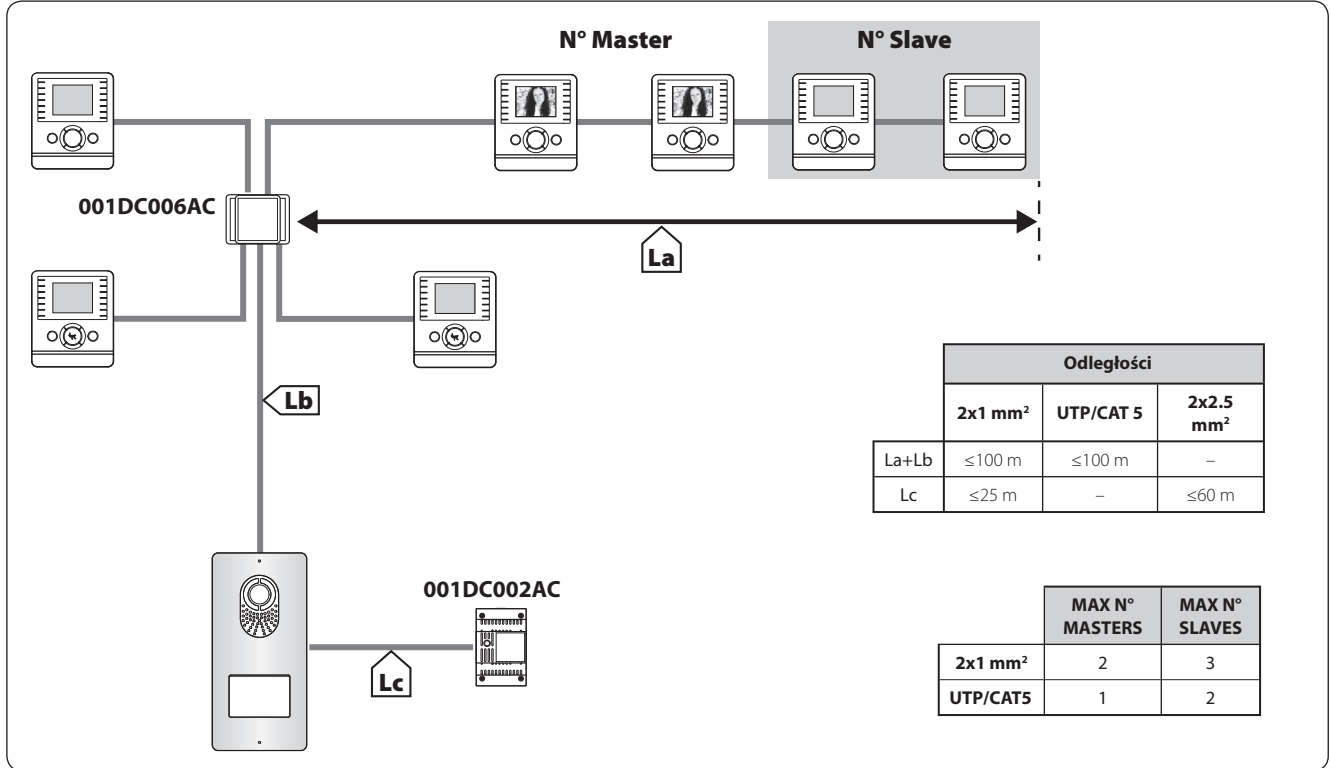 N° Master
N° Slave
001DC006AC
La
Lb
001DC002AC
Lc
Odległości
2x1 mm² UTP/CAT 5 2x2.5 mm²
La+Lb ≤100 m ≤100 m –
Lc ≤25 m – ≤60 m
MAX N° MASTERS MAX N° SLAVES
2x1 mm² 2 3
UTP/CAT5 1 2